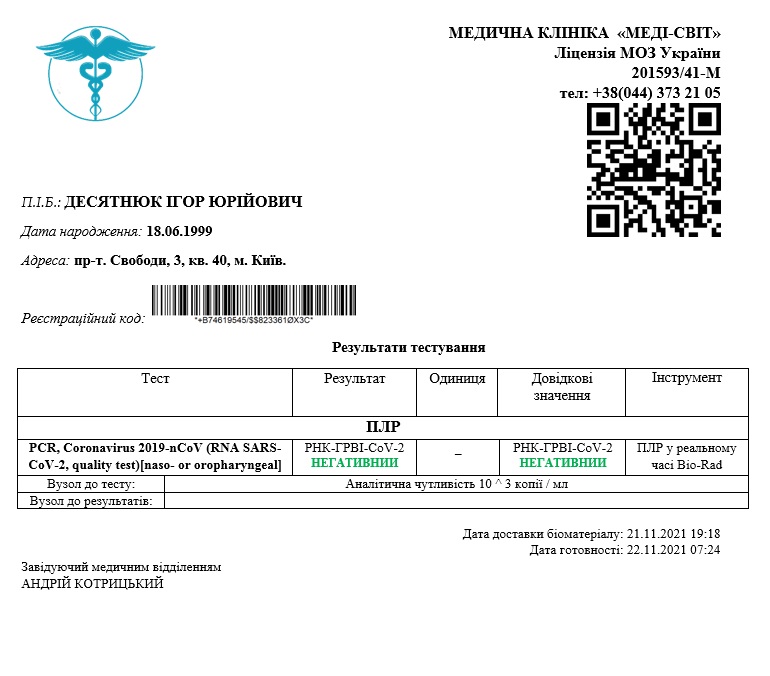 МЕДИЧНА КЛІНІКА «МЕДІ-СВІТ»
Ліцензія МОЗ України
201593/41-М
тел: +38(044) 373 21 05
П.І.Б.: ДЕСЯТНЮК ІГОР ЮРІЙОВИЧ
Дата народження: 18.06.1999
Адреса: пр-т. Свободи, 3, кв. 40, м. Київ.
Реєстраційний код:
*+B74619545/$$823361ØX3C*
Результати тестування
Тест Результат Одиниця Довідкові значення Інструмент
ПЛР
PCR, Coronavirus 2019-nCoV (RNA SARS- РНК-ГРВІ-CoV-2 – РНК-ГРВІ-CoV-2 ПЛР у реальному
CoV-2, quality test)[naso- or oropharyngeal] НЕГАТИВНИИ НЕГАТИВНИИ часі Bio-Rad
Вузол до тесту: Аналітична чутливість 10 ^ 3 копії / мл
Вузол до результатів:
Дата доставки біоматеріалу: 21.11.2021 19:18
Дата готовності: 22.11.2021 07:24
Завідуючий медичним відділенням
АНДРІЙ КОТРИЦЬКИЙ